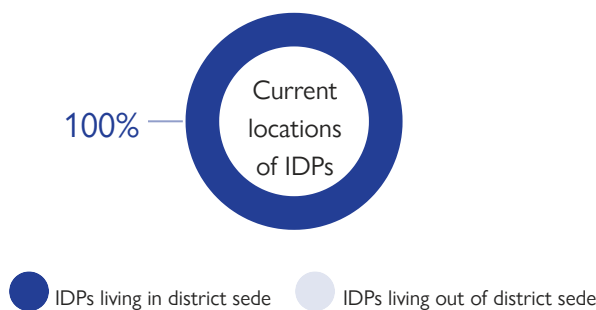 Current
locations
of IDPs
100%
IDPs living in district sede
IDPs living out of district sede